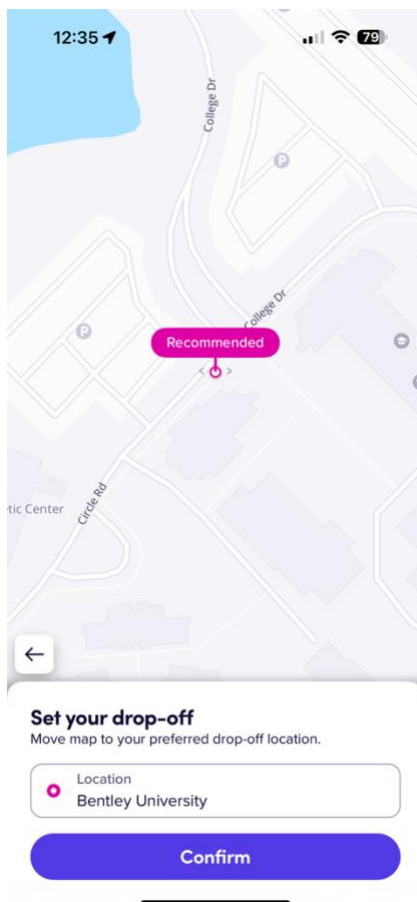 12:35
79
College Dr
P
College Dr
Recommended
P
Circle Rd
tic Center
Set your drop-off
Move map to your preferred drop-off location.
Location
Bentley University
Confirm